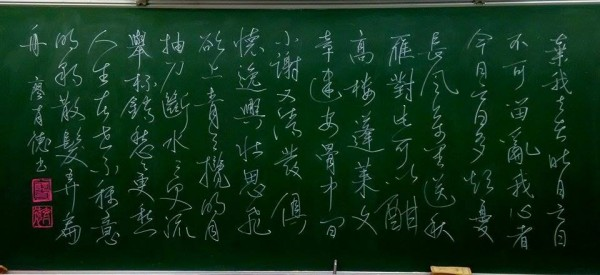 棄我去者昨日之日
不可留亂我心者
今日之日多煩憂
長風萬里送秋
雁對此可以酣
高樓蓬萊文
章建安骨中間
小謝又清發俱
懷逸興壯思飛
欲上青天攬明月
抽刀斷水水更流
舉杯銷愁愁更愁
人生在世不稱意
明朝散髮弄扁
舟 廖 書